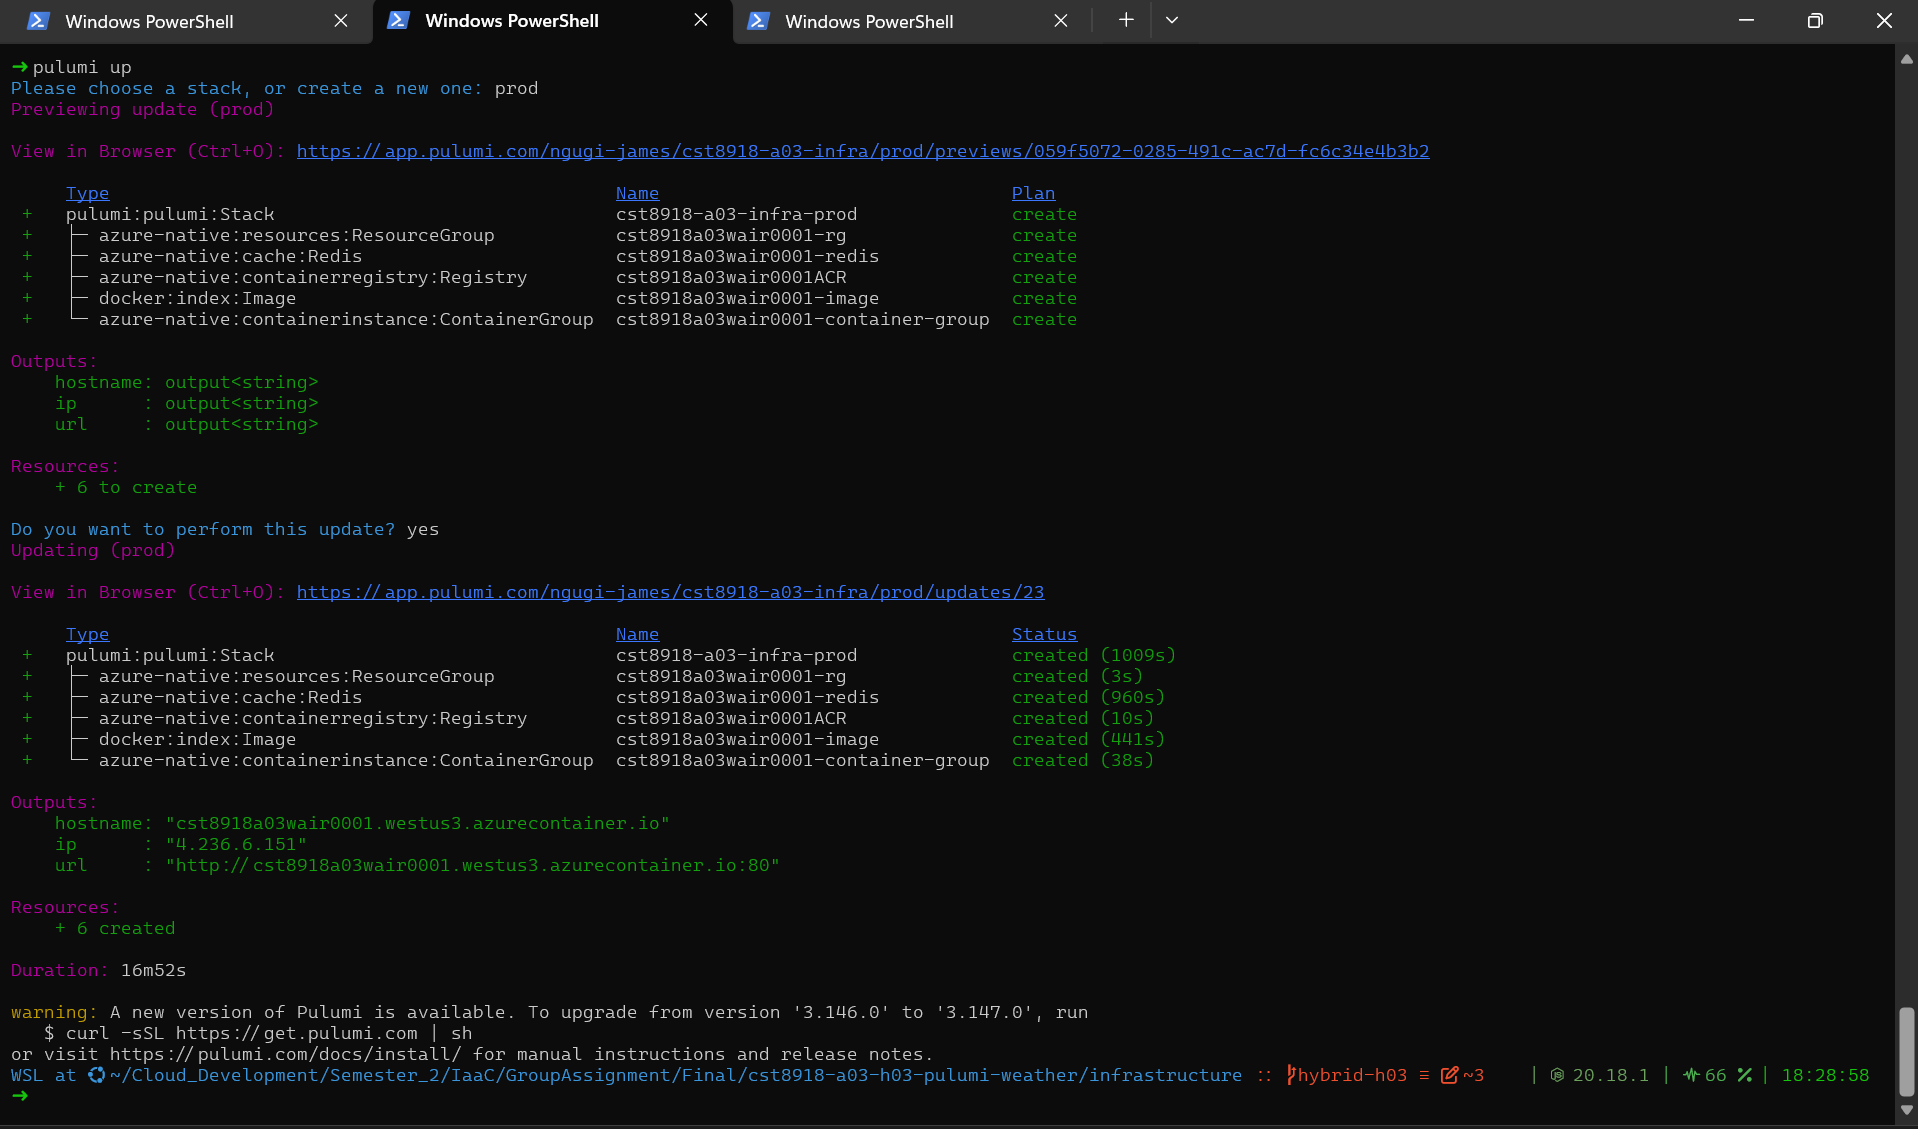 Windows PowerShell Windows PowerShell Windows PowerShell
→ pulumi up
Please choose a stack, or create a new one: prod
Previewing update (prod)
View in Browser (Ctrl+O): https://app.pulumi.com/ngugi-james/cst8918-a03-infra/prod/previews/059f5072-0285-491c-ac7d-fc6c34e4b3b2
Type Name Plan
+ pulumi:pulumi:Stack cst8918-a03-infra-prod create
+ ├─ azure-native:resources:ResourceGroup cst8918a03wair0001-rg create
+ ├─ azure-native:cache:Redis cst8918a03wair0001-redis create
+ ├─ azure-native:containerregistry:Registry cst8918a03wair0001ACR create
+ ├─ docker:index:Image cst8918a03wair0001-image create
+ └─ azure-native:containerinstance:ContainerGroup cst8918a03wair0001-container-group create
Outputs:
hostname: output<string>
ip : output<string>
url : output<string>
Resources:
+ 6 to create
Do you want to perform this update? yes
Updating (prod)
View in Browser (Ctrl+O): https://app.pulumi.com/ngugi-james/cst8918-a03-infra/prod/updates/23
Type Name Status
+ pulumi:pulumi:Stack cst8918-a03-infra-prod created (1009s)
+ ├─ azure-native:resources:ResourceGroup cst8918a03wair0001-rg created (3s)
+ ├─ azure-native:cache:Redis cst8918a03wair0001-redis created (960s)
+ ├─ azure-native:containerregistry:Registry cst8918a03wair0001ACR created (10s)
+ ├─ docker:index:Image cst8918a03wair0001-image created (441s)
+ └─ azure-native:containerinstance:ContainerGroup cst8918a03wair0001-container-group created (38s)
Outputs:
hostname: "cst8918a03wair0001.westus3.azurecontainer.io"
ip : "4.236.6.151"
url : "http://cst8918a03wair0001.westus3.azurecontainer.io:80"
Resources:
+ 6 created
Duration: 16m52s
warning: A new version of Pulumi is available. To upgrade from version '3.146.0' to '3.147.0', run
$ curl -sSL https://get.pulumi.com | sh
or visit https://pulumi.com/docs/install/ for manual instructions and release notes.
WSL at ~/Cloud_Development/Semester_2/IaaC/GroupAssignment/Final/cst8918-a03-h03-pulumi-weather/infrastructure :: hybrid-h03 ≡ ~3 | 20.18.1 | 66 % | 18:28:58
→